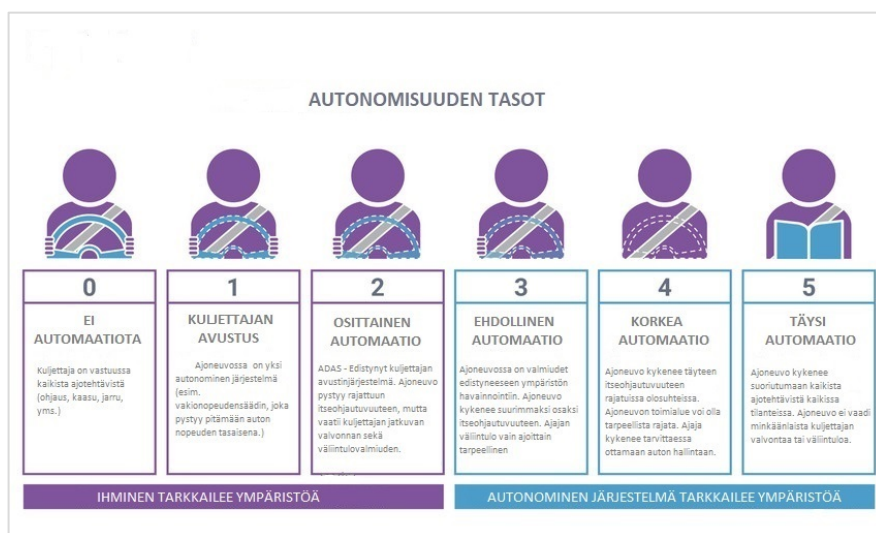 AUTONOMISUUDEN TASOT
0
EI
AUTOMAATIOTA
Kuljettaja on vastuussa
kaikista ajotehtävistä
(ohjaus, kaasu, jarru,
yms.)
1
KULJETTAJAN
AVUSTUS
Ajoneuvossa on yksi
autonominen järjestelmä
(esim.
vakionopeudensäädin, joka
pystyy pitämään auton
nopeuden tasaisena.)
2
OSITTAINEN
AUTOMAATIO
ADAS - Edistynyt kuljettajan
avustinjärjestelmä. Ajoneuvo
pystyy rajattuun
itseohjautuvuuteen, mutta
vaatii kuljettajan jatkuvan
valvonnan sekä
väliintulovalmiuden.
3
EHDOLLINEN
AUTOMAATIO
Ajoneuvossa on valmiudet
edistyneeseen ympäristön
havainnointiin. Ajoneuvo
kykenee suurimmaksi osaksi
itseohjautuvuuteen. Ajajan
väliintulo vain ajoittain
tarpeellinen
4
KORKEA
AUTOMAATIO
Ajoneuvo kykenee täyteen
itseohjautuvuuteen
rajatuissa olosuhteissa.
Ajoneuvon toimialue voi olla
tarpeellista rajata. Ajaja
kykenee tarvittaessa
ottamaan auton hallintaan.
5
TÄYSI
AUTOMAATIO
Ajoneuvo kykenee
suoriutumaan kaikista
ajotehtävistä kaikissa
tilanteissa. Ajoneuvo ei vaadi
minkäänlaista kuljettajan
valvontaa tai väliintuloa.
IHMINEN TARKKAILEE YMPÄRISTÖÄ
AUTONOMINEN JÄRJESTELMÄ TARKKAILEE YMPÄRISTÖÄ